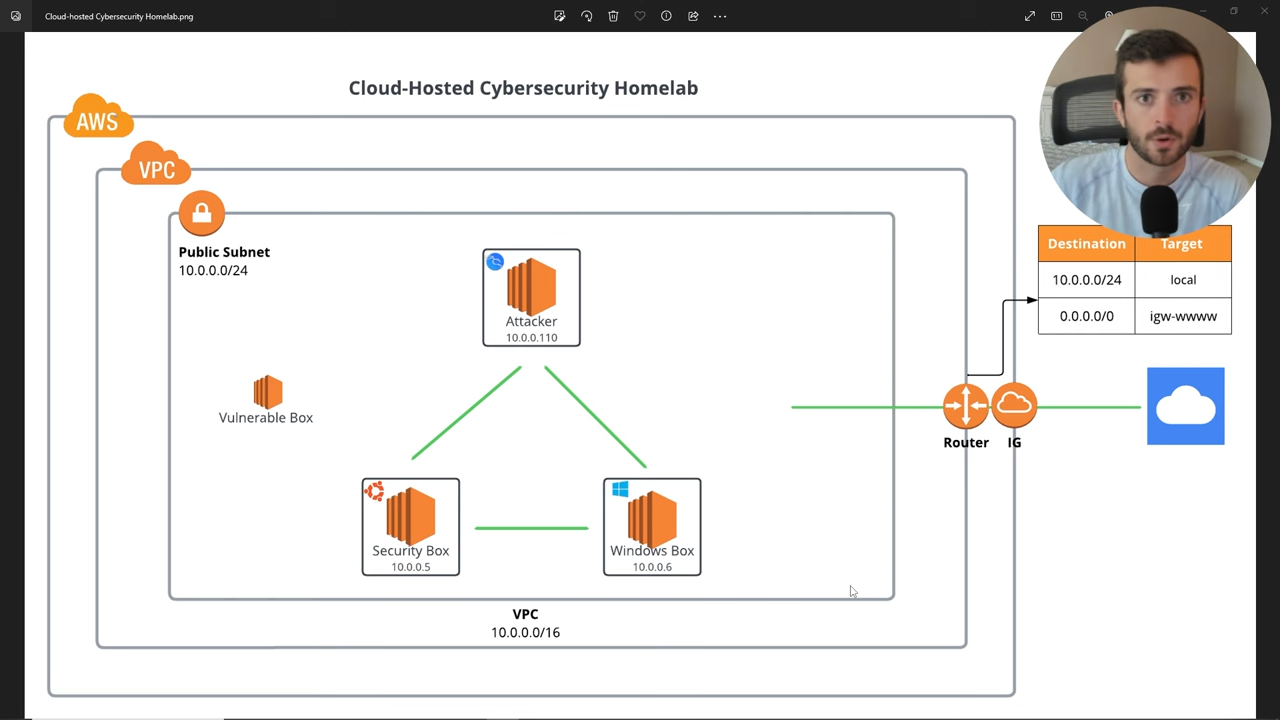 Cloud-hosted Cybersecurity Homelab.png
Cloud-Hosted Cybersecurity Homelab
AWS
VPC
Public Subnet
10.0.0.0/24
Attacker
10.0.0.110
Vulnerable Box
Security Box
10.0.0.5
Windows Box
10.0.0.6
VPC
10.0.0.0/16
Router
IG
Destination Target
10.0.0.0/24 local
0.0.0.0/0 igw-wwww